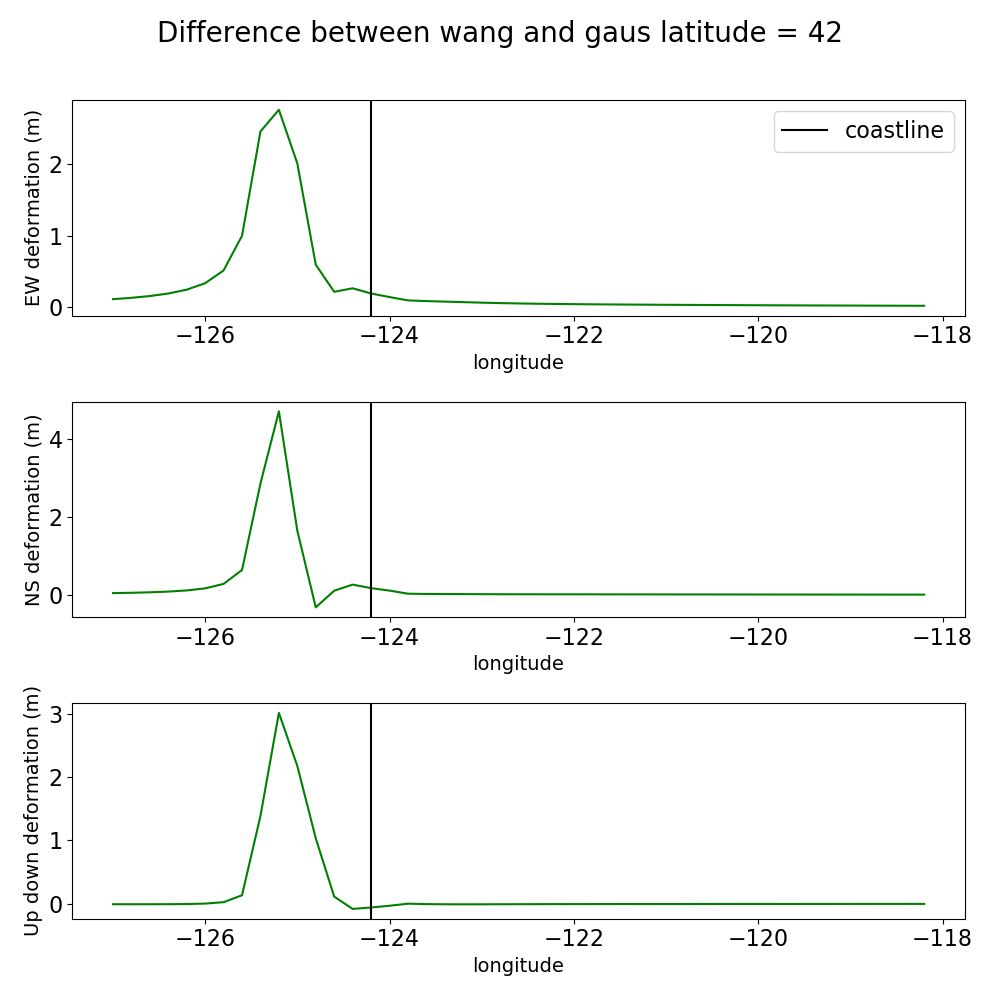 Difference between wang and gaus latitude = 42
EW deformation (m)
2
1
0
coastline
−126 −124 −122 −120 −118
longitude
NS deformation (m)
4
2
0
−126 −124 −122 −120 −118
longitude
Up down deformation (m)
3
2
1
0
−126 −124 −122 −120 −118
longitude